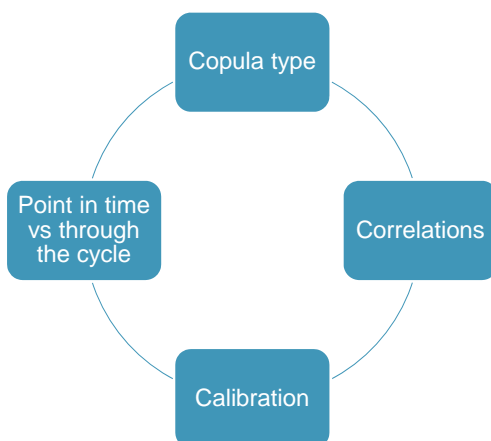 Copula type
Point in time
vs through
the cycle
Correlations
Calibration